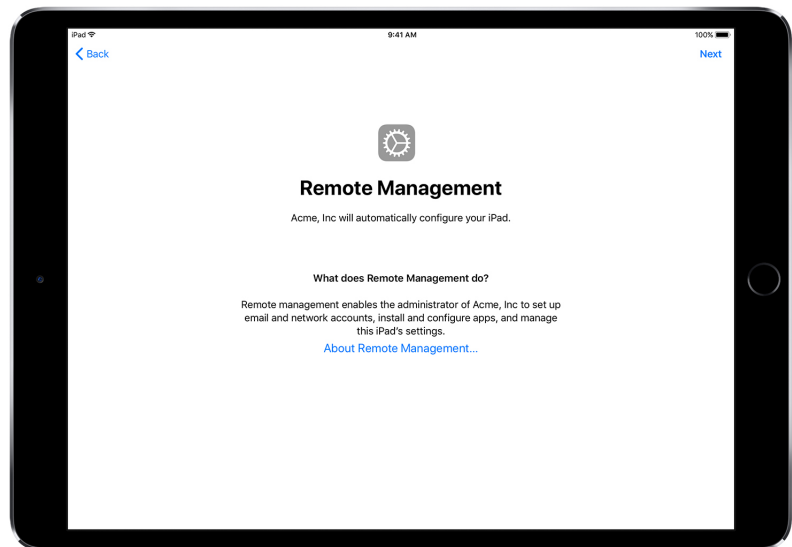 iPad 9:41 AM 100%
Back Next
Remote Management
Acme, Inc will automatically configure your iPad.
What does Remote Management do?
Remote management enables the administrator of Acme, Inc to set up
email and network accounts, install and configure apps, and manage
this iPad's settings.
About Remote Management...